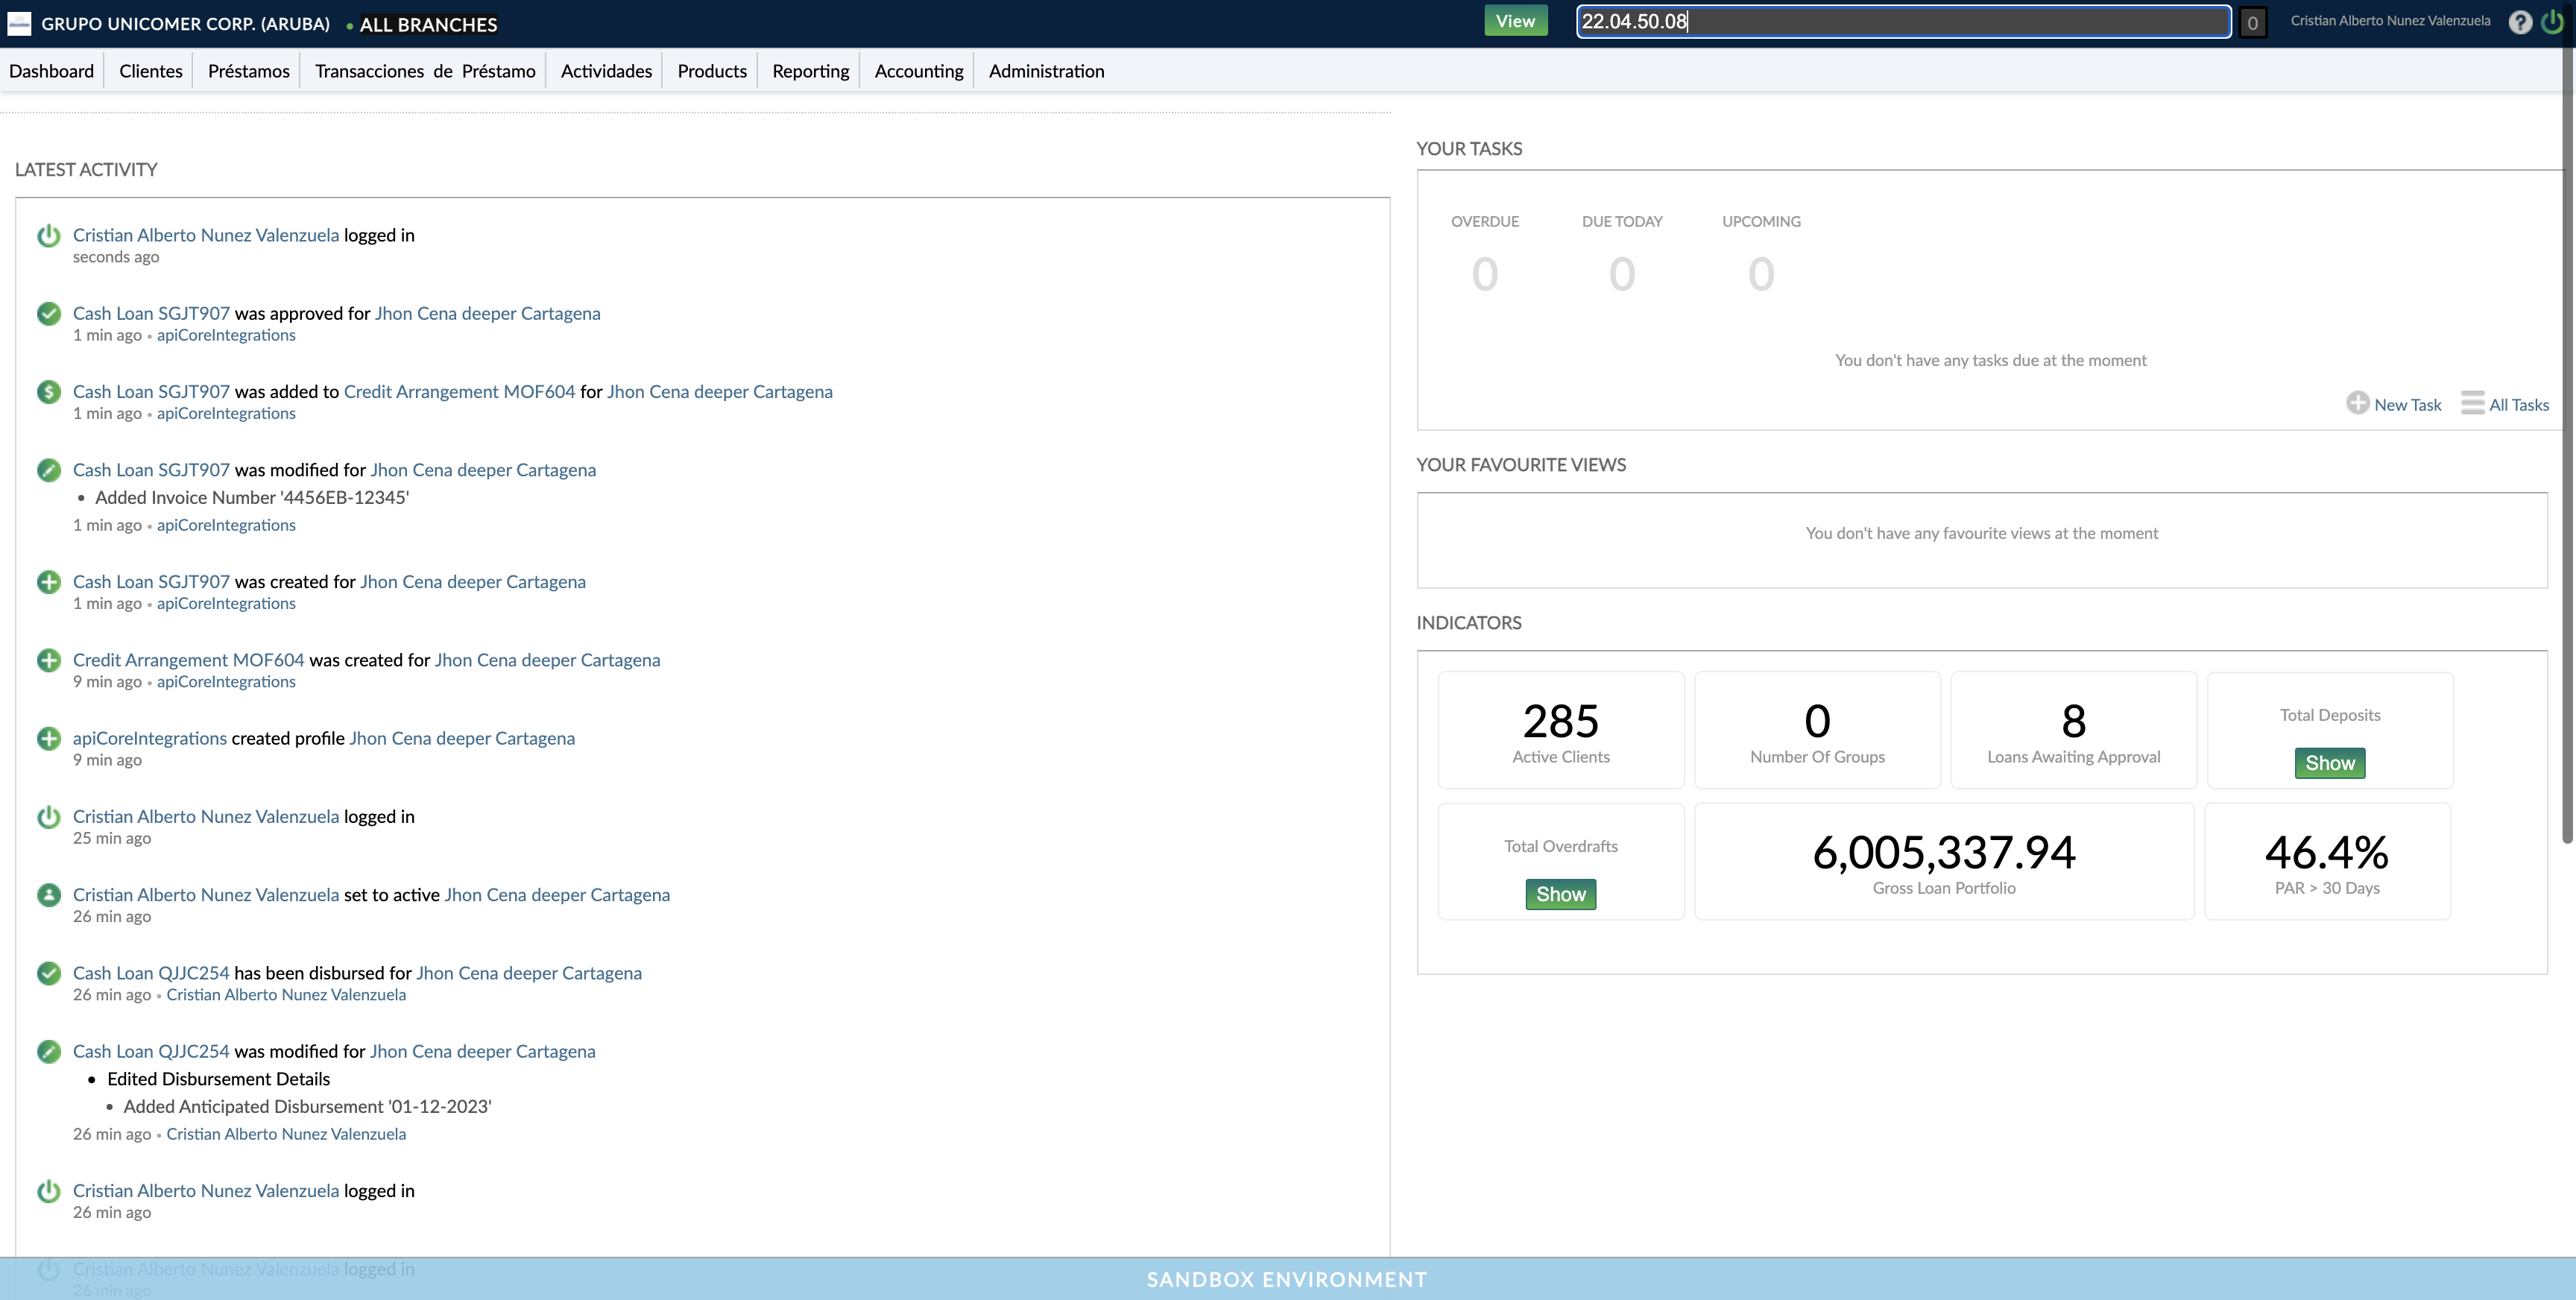 GRUPO UNICOMER CORP. (ARUBA) • ALL BRANCHES
View
22.04.50.08
0
Cristian Alberto Nunez Valenzuela
?
Dashboard
Clientes
Préstamos
Transacciones de Préstamo
Actividades
Products
Reporting
Accounting
Administration
LATEST ACTIVITY
Cristian Alberto Nunez Valenzuela logged in
seconds ago
Cash Loan SGJT907 was approved for Jhon Cena deeper Cartagena
1 min ago • apiCoreIntegrations
Cash Loan SGJT907 was added to Credit Arrangement MOF604 for Jhon Cena deeper Cartagena
1 min ago • apiCoreIntegrations
Cash Loan SGJT907 was modified for Jhon Cena deeper Cartagena
• Added Invoice Number '4456EB-12345'
1 min ago • apiCoreIntegrations
Cash Loan SGJT907 was created for Jhon Cena deeper Cartagena
1 min ago • apiCoreIntegrations
Credit Arrangement MOF604 was created for Jhon Cena deeper Cartagena
9 min ago • apiCoreIntegrations
apiCoreIntegrations created profile Jhon Cena deeper Cartagena
9 min ago
Cristian Alberto Nunez Valenzuela logged in
25 min ago
Cristian Alberto Nunez Valenzuela set to active Jhon Cena deeper Cartagena
26 min ago
Cash Loan QJJC254 has been disbursed for Jhon Cena deeper Cartagena
26 min ago • Cristian Alberto Nunez Valenzuela
Cash Loan QJJC254 was modified for Jhon Cena deeper Cartagena
• Edited Disbursement Details
• Added Anticipated Disbursement '01-12-2023'
26 min ago • Cristian Alberto Nunez Valenzuela
Cristian Alberto Nunez Valenzuela logged in
26 min ago
Cristian Alberto Nunez Valenzuela logged in
26 min ago
YOUR TASKS
OVERDUE
DUE TODAY
UPCOMING
0
0
0
You don't have any tasks due at the moment
New Task
All Tasks
YOUR FAVOURITE VIEWS
You don't have any favourite views at the moment
INDICATORS
285
Active Clients
0
Number Of Groups
8
Loans Awaiting Approval
Total Deposits
Show
Total Overdrafts
Show
6,005,337.94
Gross Loan Portfolio
46.4%
PAR > 30 Days
SANDBOX ENVIRONMENT